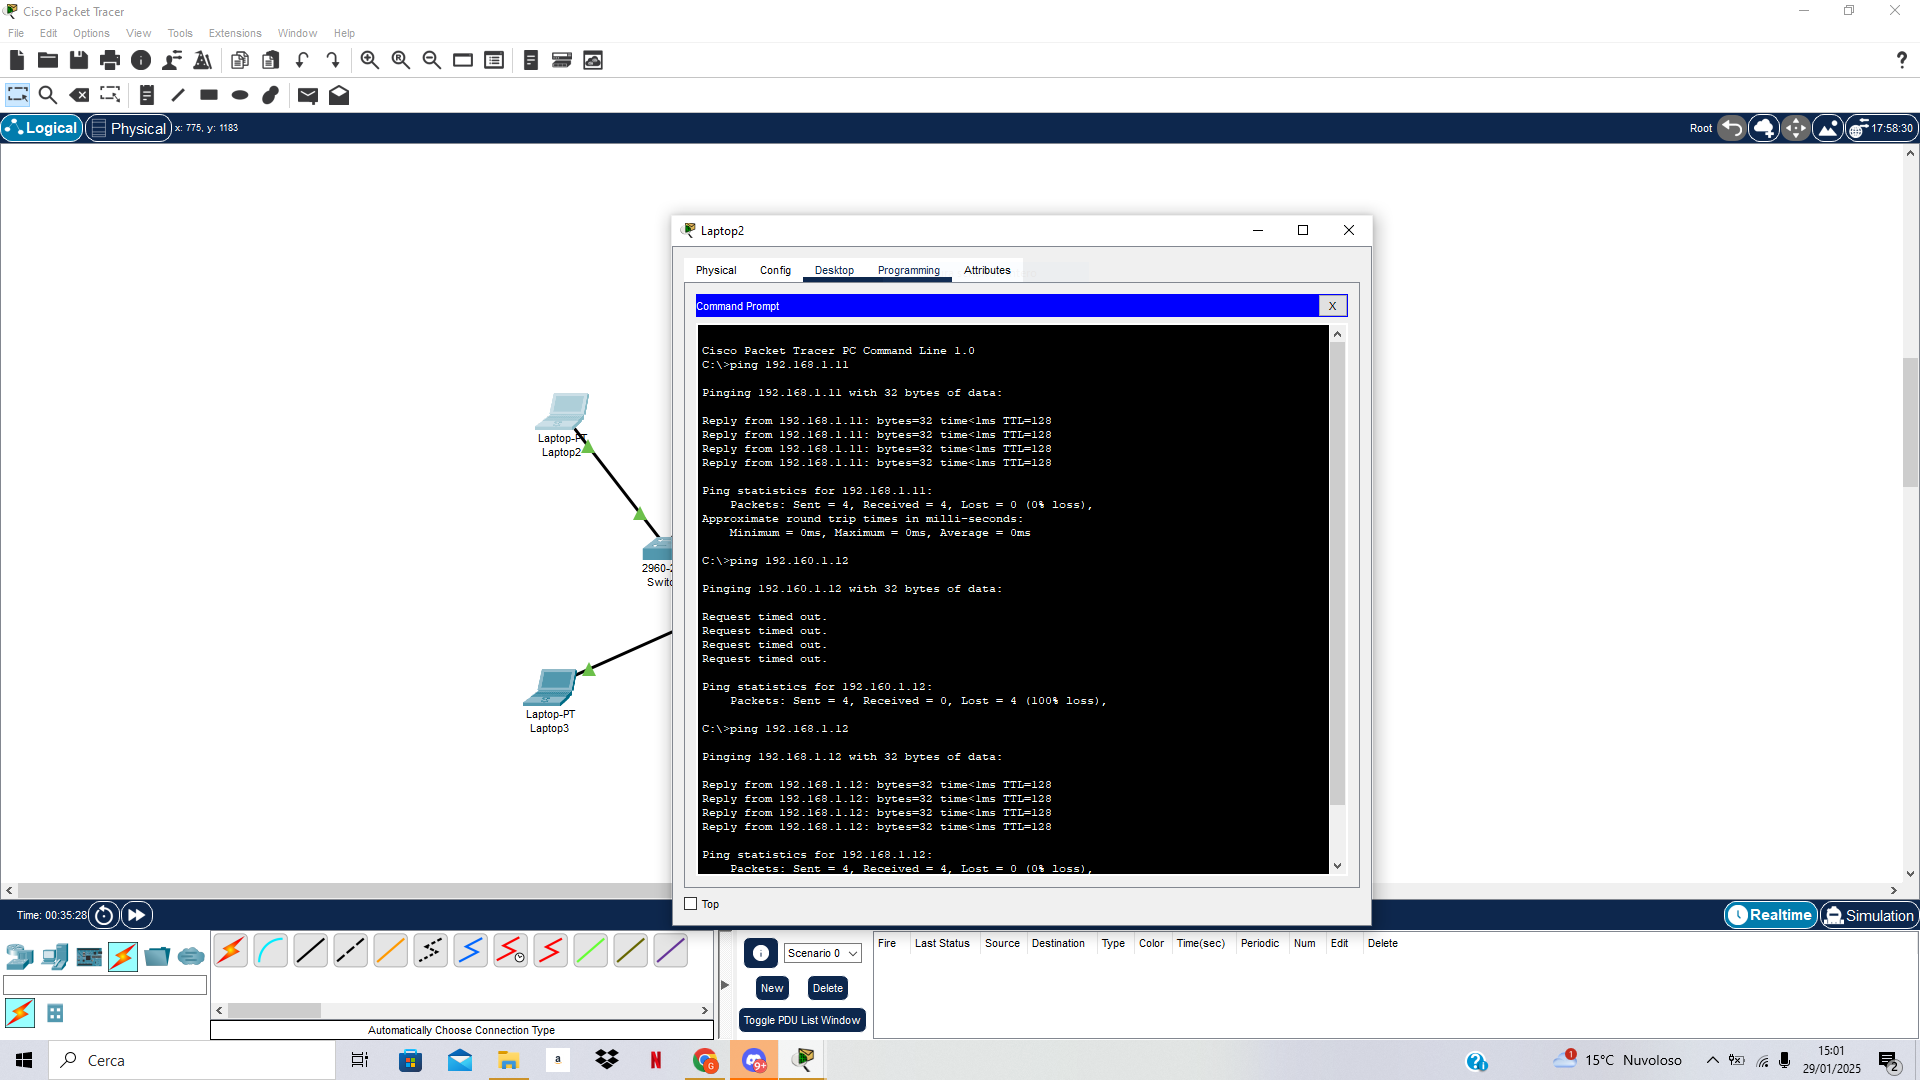 Cisco Packet Tracer
File Edit Options View Tools Extensions Window Help
?
Logical Physical x: 775, y: 1183
Root 17:58:30
Laptop2
Physical Config Desktop Programming Attributes
Command Prompt
X
Cisco Packet Tracer PC Command Line 1.0
C:\>ping 192.168.1.11
Pinging 192.168.1.11 with 32 bytes of data:
Reply from 192.168.1.11: bytes=32 time<1ms TTL=128
Reply from 192.168.1.11: bytes=32 time<1ms TTL=128
Reply from 192.168.1.11: bytes=32 time<1ms TTL=128
Reply from 192.168.1.11: bytes=32 time<1ms TTL=128
Ping statistics for 192.168.1.11:
Packets: Sent = 4, Received = 4, Lost = 0 (0% loss),
Approximate round trip times in milli-seconds:
Minimum = 0ms, Maximum = 0ms, Average = 0ms
C:\>ping 192.160.1.12
Pinging 192.160.1.12 with 32 bytes of data:
Request timed out.
Request timed out.
Request timed out.
Request timed out.
Ping statistics for 192.160.1.12:
Packets: Sent = 4, Received = 0, Lost = 4 (100% loss),
C:\>ping 192.168.1.12
Pinging 192.168.1.12 with 32 bytes of data:
Reply from 192.168.1.12: bytes=32 time<1ms TTL=128
Reply from 192.168.1.12: bytes=32 time<1ms TTL=128
Reply from 192.168.1.12: bytes=32 time<1ms TTL=128
Reply from 192.168.1.12: bytes=32 time<1ms TTL=128
Ping statistics for 192.168.1.12:
Packets: Sent = 4, Received = 4, Lost = 0 (0% loss),
Top
Laptop-PT
Laptop2
2960-2
Switc
Laptop-PT
Laptop3
Time: 00:35:28
Realtime Simulation
Scenario 0
New Delete
Toggle PDU List Window
Fire Last Status Source Destination Type Color Time(sec) Periodic Num Edit Delete
Automatically Choose Connection Type
Cerca
a
N
G
9+
?
1
15°C Nuvoloso
15:01
29/01/2025
2